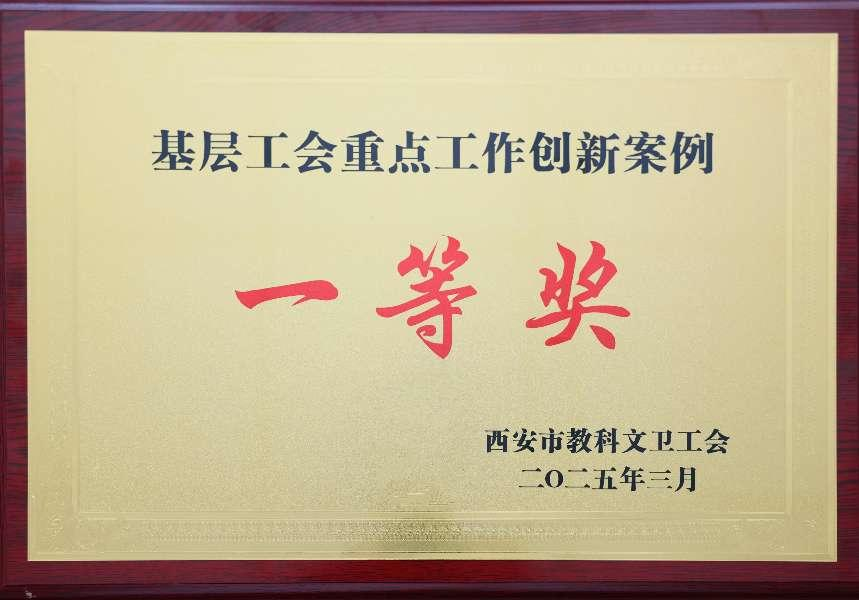 基层工会重点工作创新案例
一等奖
西安市教科文卫工会
二〇二五年三月